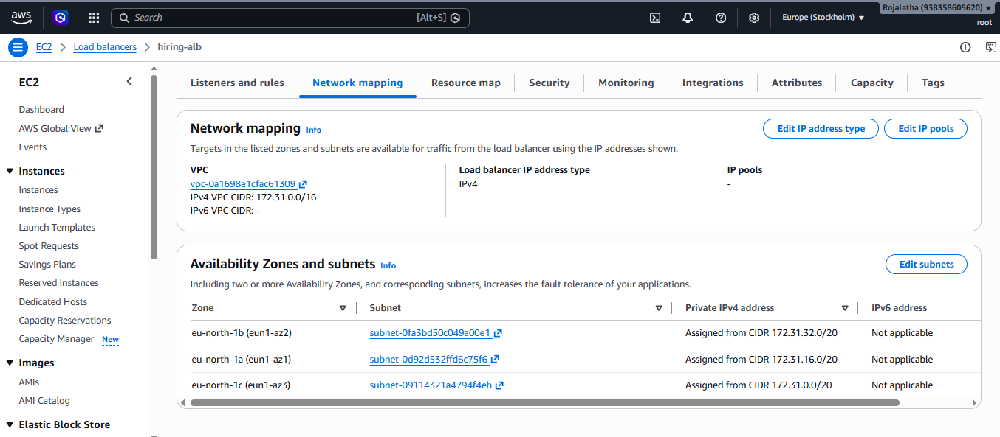 aws
Search [Alt+S] Europe (Stockholm) Rojalatha (938358605620)
root
EC2 Load balancers hiring-alb
EC2
Dashboard
AWS Global View
Events
Instances
Instances
Instance Types
Launch Templates
Spot Requests
Savings Plans
Reserved Instances
Dedicated Hosts
Capacity Reservations
Capacity Manager New
Images
AMIs
AMI Catalog
Elastic Block Store
Listeners and rules Network mapping Resource map Security Monitoring Integrations Attributes Capacity Tags
Network mapping Info Edit IP address type Edit IP pools
Targets in the listed zones and subnets are available for traffic from the load balancer using the IP addresses shown.
VPC Load balancer IP address type IP pools
vpc-0a1698e1cfac61309 IPv4 -
IPv4 VPC CIDR: 172.31.0.0/16
IPv6 VPC CIDR: -
Availability Zones and subnets Info Edit subnets
Including two or more Availability Zones, and corresponding subnets, increases the fault tolerance of your applications.
Zone Subnet Private IPv4 address IPv6 address
eu-north-1b (eun1-az2) subnet-0fa3bd50c049a00e1 Assigned from CIDR 172.31.32.0/20 Not applicable
eu-north-1a (eun1-az1) subnet-0d92d532ffd6c75f6 Assigned from CIDR 172.31.16.0/20 Not applicable
eu-north-1c (eun1-az3) subnet-09114321a4794f4eb Assigned from CIDR 172.31.0.0/20 Not applicable